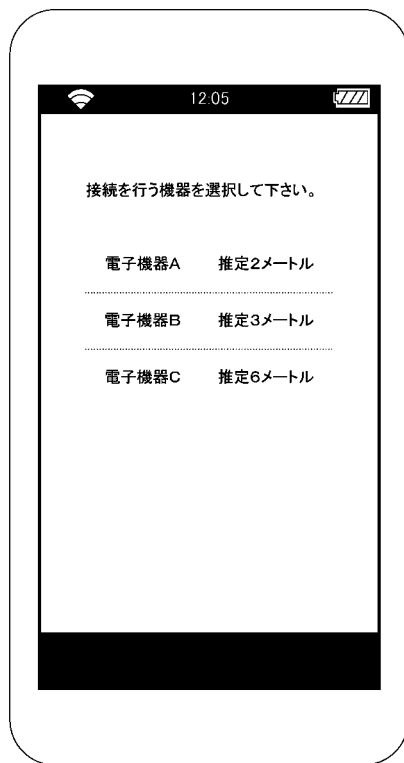 12:05
接続を行う機器を選択して下さい。
電子機器A 推定2メートル
電子機器B 推定3メートル
電子機器C 推定6メートル